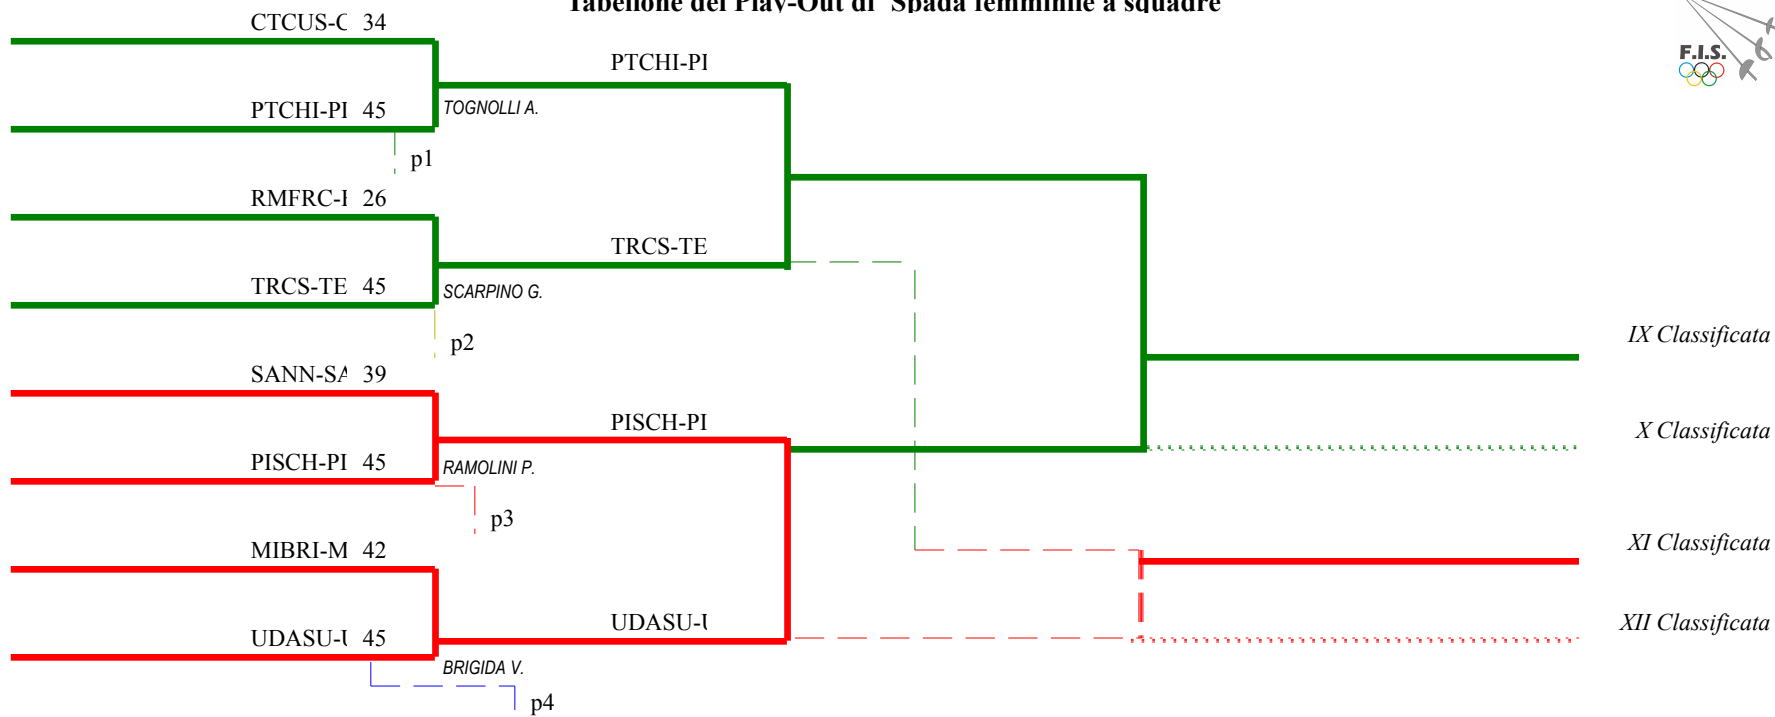 Tabellone del Play-Out di Spada femminile a squadre
F.I.S.
CTCUS-C 34
PTCHI-PI
PTCHI-PI 45
TOGNOLLI A.
p1
RMFRC-I 26
TRCS-TE
TRCS-TE 45
SCARPINO G.
p2
IX Classificata
SANN-SA 39
PISCH-PI
X Classificata
PISCH-PI 45
RAMOLINI P.
p3
MIBRI-M 42
XI Classificata
UDASU-U
XII Classificata
UDASU-U 45
BRIGIDA V.
p4